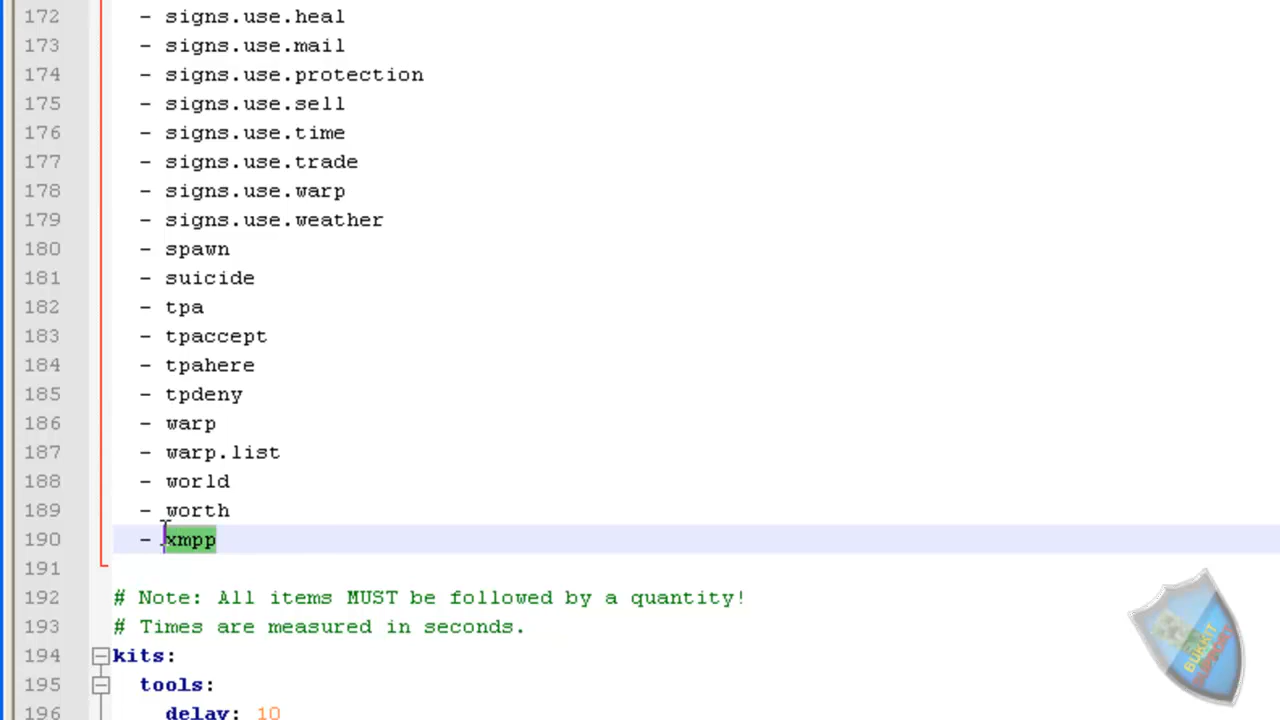 172 - signs.use.heal
173 - signs.use.mail
174 - signs.use.protection
175 - signs.use.sell
176 - signs.use.time
177 - signs.use.trade
178 - signs.use.warp
179 - signs.use.weather
180 - spawn
181 - suicide
182 - tpa
183 - tpaccept
184 - tpahere
185 - tpdeny
186 - warp
187 - warp.list
188 - world
189 - worth
190 - xmpp
191
192 # Note: All items MUST be followed by a quantity!
193 # Times are measured in seconds.
194 kits:
195 tools:
196 delay: 10
BUKKIT